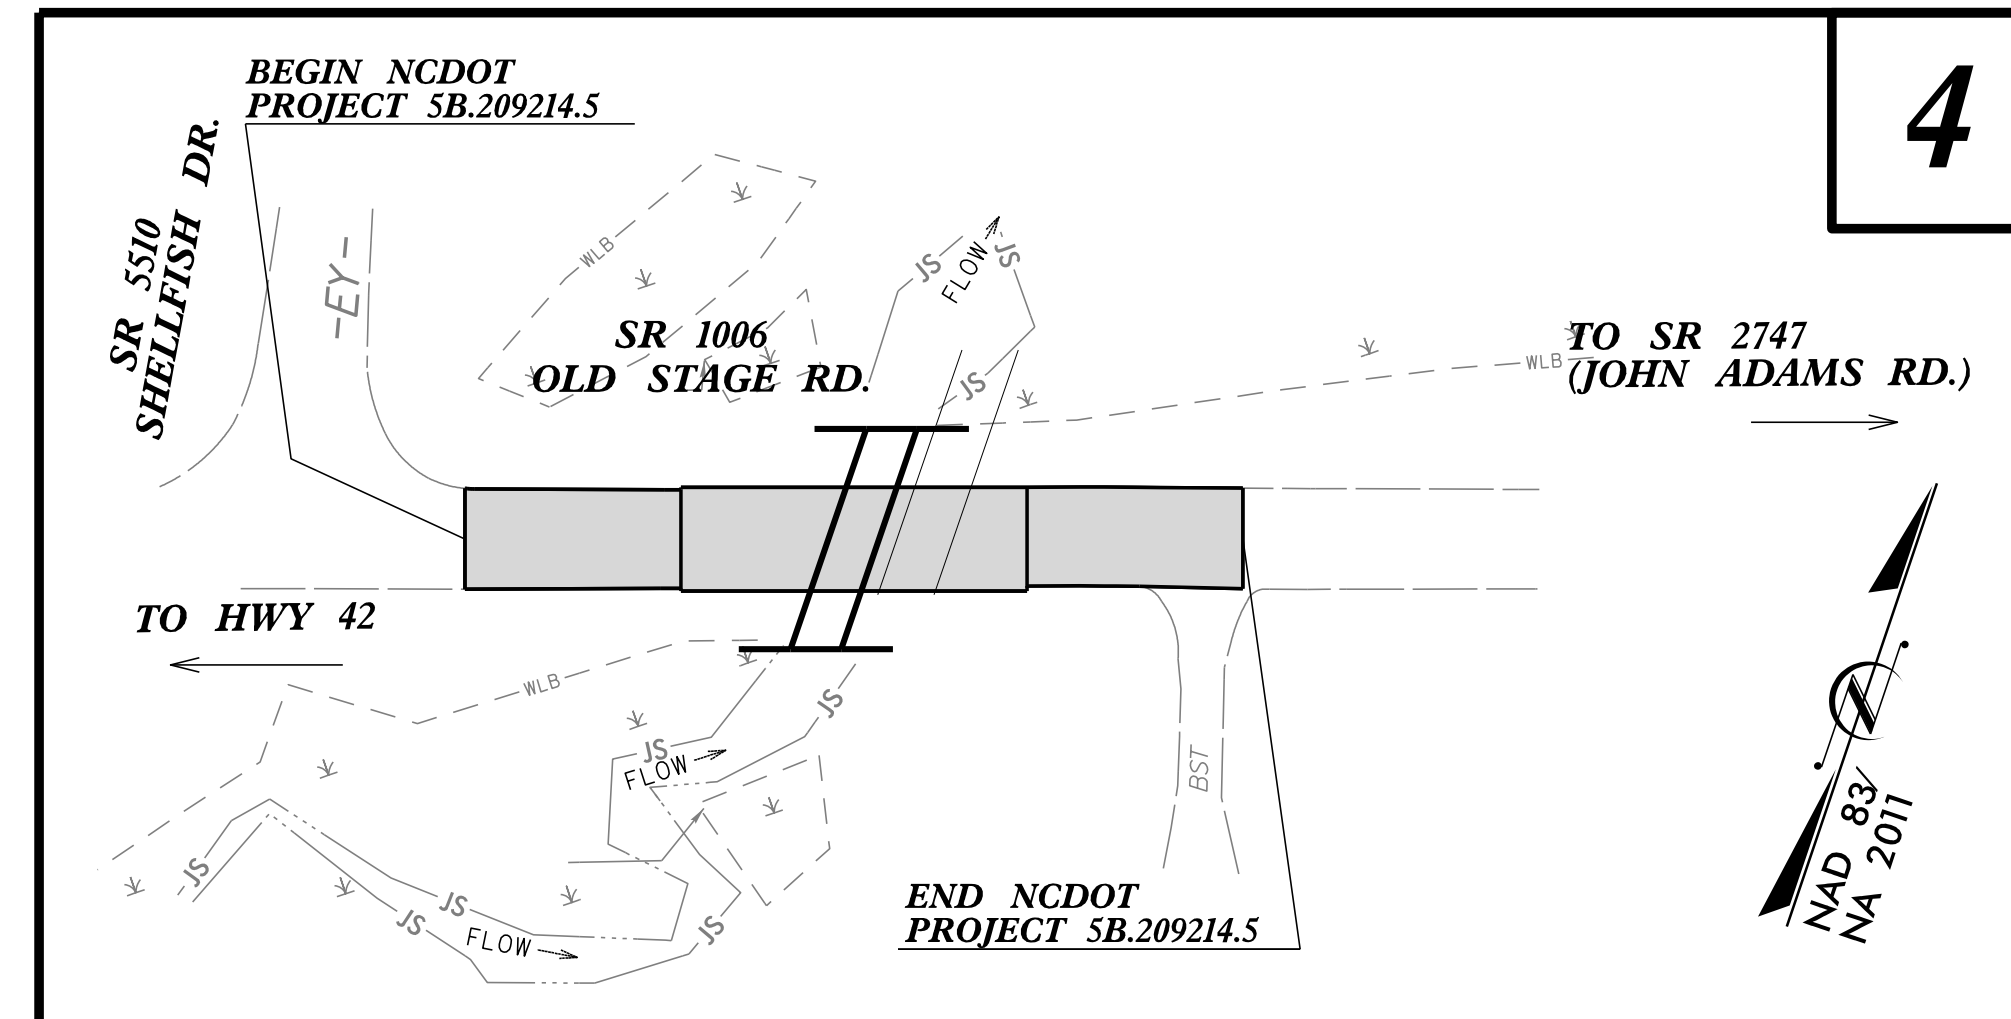 BEGIN NCDOT
PROJECT 5B.209214.5
4
SR 5510
SHELLFISH DR.
-EY-
WLB
JS
FLOW
JS
SR 1006
OLD STAGE RD.
JS
WLB
TO SR 2747
(JOHN ADAMS RD.)
TO HWY 42
WLB
JS
JS
FLOW
BST
JS
JS
JS
FLOW
JS
END NCDOT
PROJECT 5B.209214.5
N
NAD 83/
NA 2011